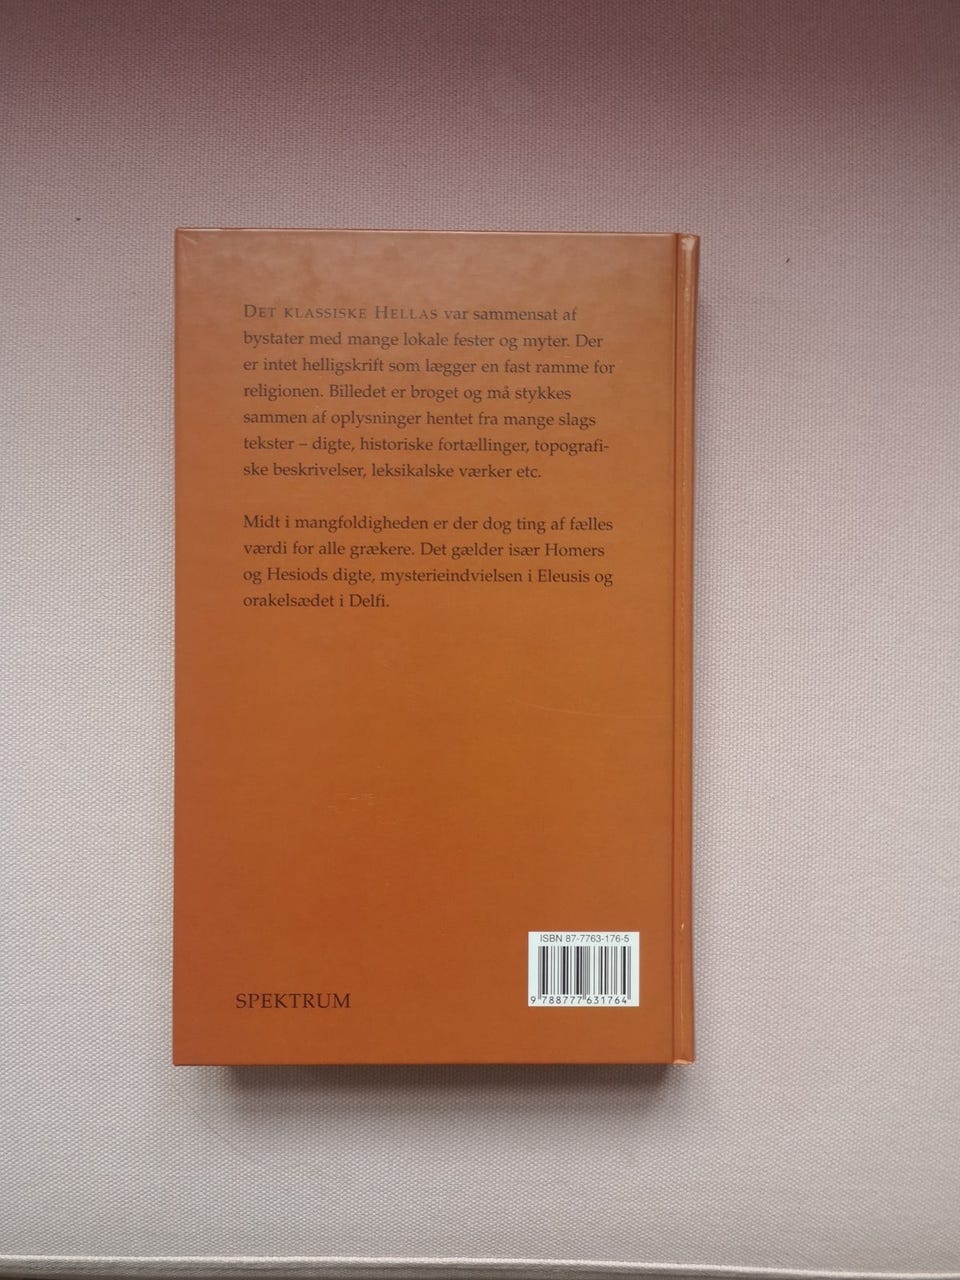 DET KLASSISKE HELLAS var sammensat af
bystater med mange lokale fester og myter. Der
er intet helligskrift som lægger en fast ramme for
religionen. Billedet er broget og må stykkes
sammen af oplysninger hentet fra mange slags
tekster – digte, historiske fortællinger, topografi-
ske beskrivelser, leksikalske værker etc.
Midt i mangfoldigheden er der dog ting af fælles
værdi for alle grækere. Det gælder især Homers
og Hesiods digte, mysterieindvielsen i Eleusis og
orakelsædet i Delfi.
ISBN 87-7763-176-5
9 788777 631764
SPEKTRUM